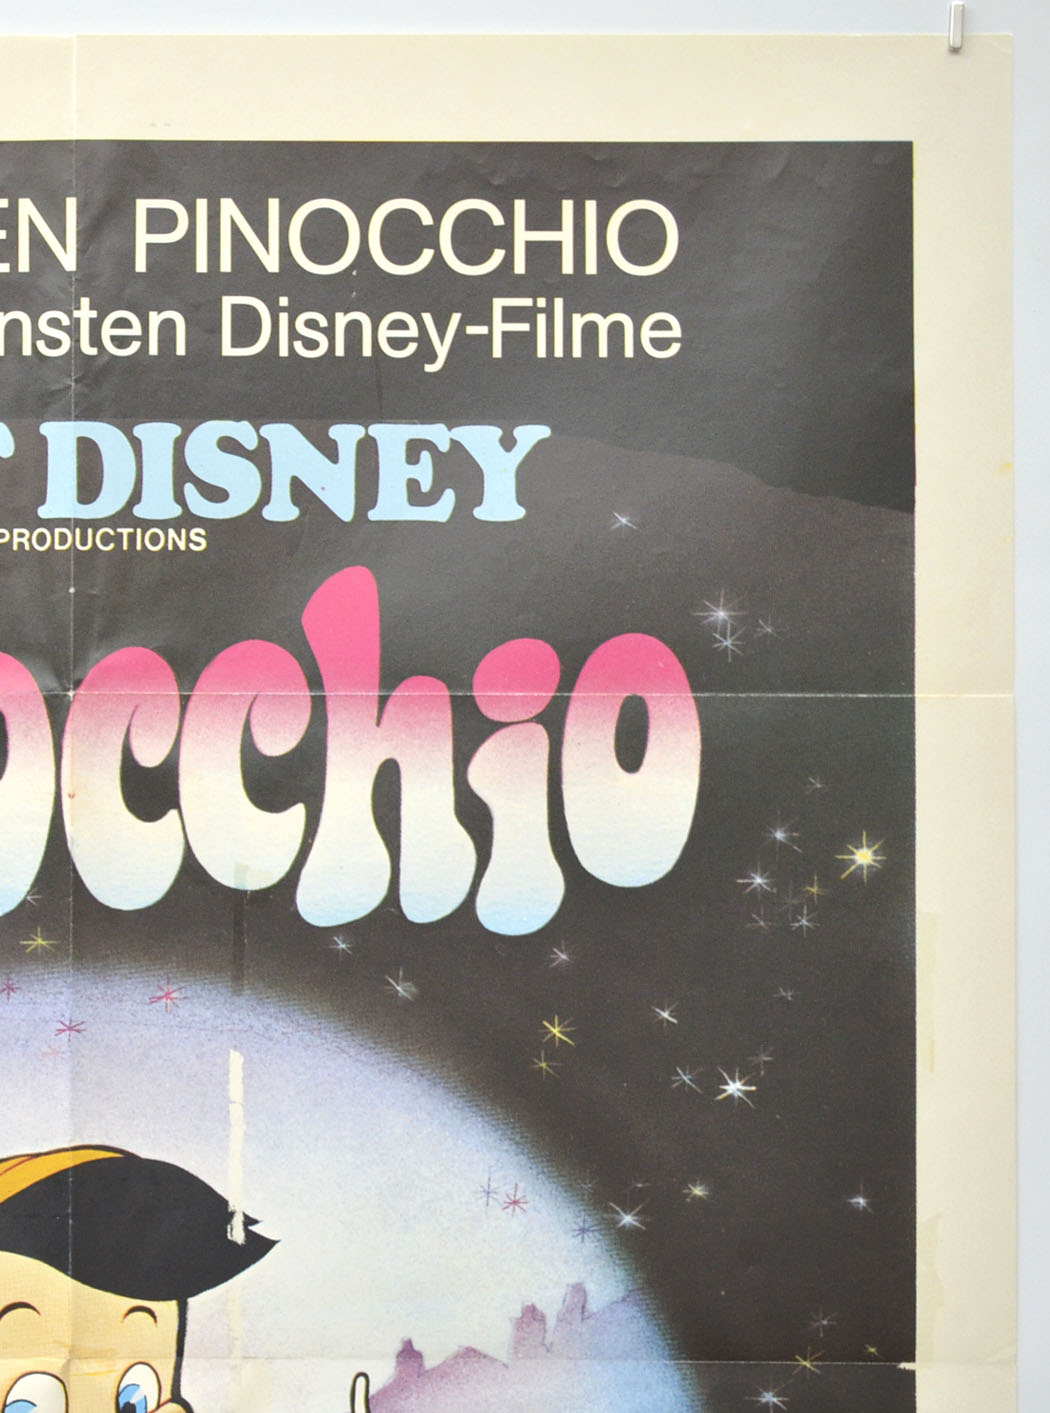 EN PINOCCHIO
nsten Disney-Filme
T DISNEY
PRODUCTIONS
occhio